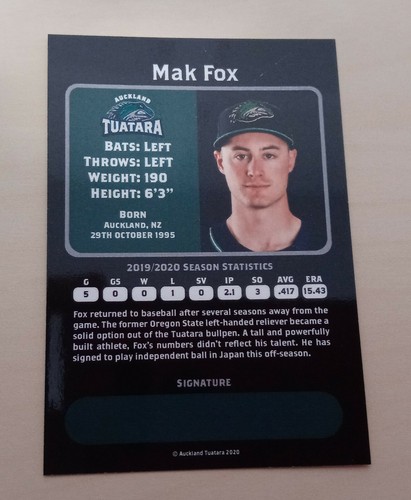 Mak Fox
AUCKLAND
TUATARA
BATS: LEFT
THROWS: LEFT
WEIGHT: 190
HEIGHT: 6'3"
BORN
AUCKLAND, NZ
29TH OCTOBER 1995
2019/2020 SEASON STATISTICS
G GS W L SV IP SO AVG ERA
5 0 0 1 0 2.1 3 .417 15.43
Fox returned to baseball after several seasons away from the
game. The former Oregon State left-handed reliever became a
solid option out of the Tuatara bullpen. A tall and powerfully
built athlete, Fox's numbers didn't reflect his talent. He has
signed to play independent ball in Japan this off-season.
SIGNATURE
© Auckland Tuatara 2020